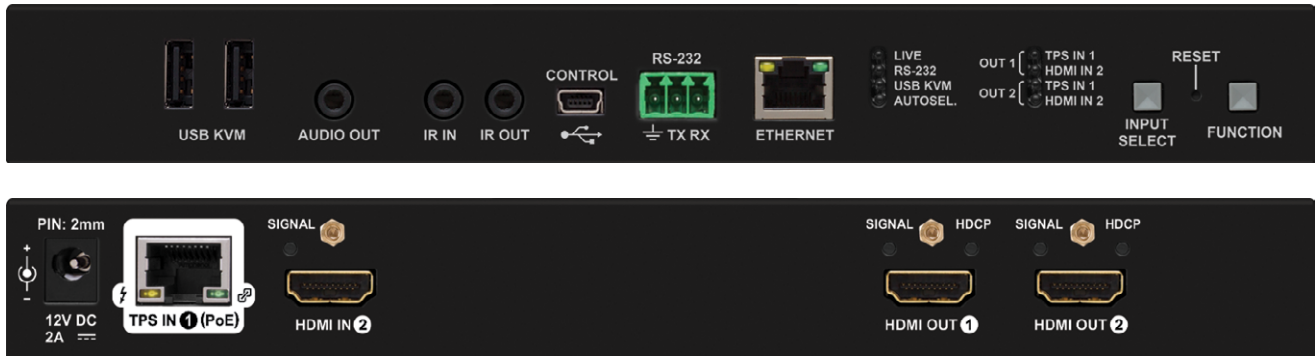 USB KVM
AUDIO OUT
IR IN
IR OUT
CONTROL
RS-232
TX RX
ETHERNET
LIVE
RS-232
USB KVM
AUTOSEL.
OUT 1
TPS IN 1
HDMI IN 2
OUT 2
TPS IN 1
HDMI IN 2
INPUT
SELECT
RESET
FUNCTION
PIN: 2mm
+
-
12V DC
2A
TPS IN 1 (PoE)
SIGNAL
HDMI IN 2
SIGNAL
HDCP
HDMI OUT 1
SIGNAL
HDCP
HDMI OUT 2